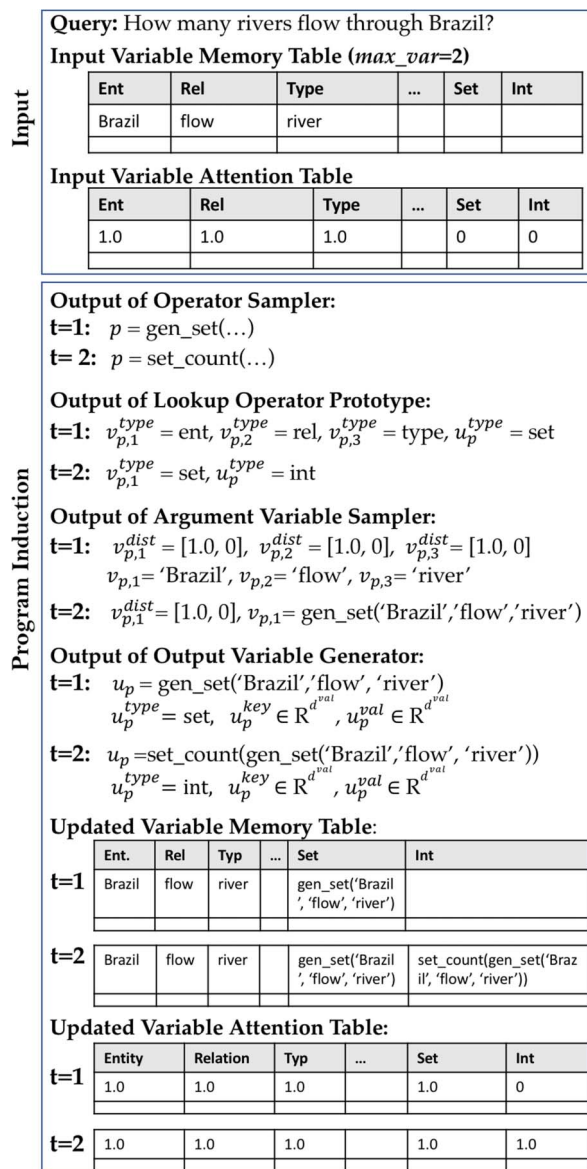 Input
Query: How many rivers flow through Brazil?
Input Variable Memory Table (max_var=2)
Ent Rel Type ... Set Int
Brazil flow river
Input Variable Attention Table
Ent Rel Type ... Set Int
1.0 1.0 1.0 0 0
Program Induction
Output of Operator Sampler:
t=1: p = gen_set(…)
t= 2: p = set_count(…)
Output of Lookup Operator Prototype:
t=1: v_{p,1}^{type} = ent, v_{p,2}^{type} = rel, v_{p,3}^{type} = type, u_p^{type} = set
t=2: v_{p,1}^{type} = set, u_p^{type} = int
Output of Argument Variable Sampler:
t=1: v_{p,1}^{dist} = [1.0, 0], v_{p,2}^{dist} = [1.0, 0], v_{p,3}^{dist} = [1.0, 0]
v_{p,1}= ‘Brazil’, v_{p,2}= ‘flow’, v_{p,3}= ‘river’
t=2: v_{p,1}^{dist} = [1.0, 0], v_{p,1}= gen_set(‘Brazil’,’flow’,’river’)
Output of Output Variable Generator:
t=1: u_p = gen_set(‘Brazil’,’flow’, ‘river’)
u_p^{type} = set, u_p^{key} ∈ R^{d^{val}}, u_p^{val} ∈ R^{d^{val}}
t=2: u_p =set_count(gen_set(‘Brazil’,’flow’, ‘river’))
u_p^{type} = int, u_p^{key} ∈ R^{d^{val}}, u_p^{val} ∈ R^{d^{val}}
Updated Variable Memory Table:
Ent. Rel Typ ... Set Int
t=1 Brazil flow river gen_set(‘Brazil
’, ‘flow’, ‘river’)
t=2 Brazil flow river gen_set(‘Brazil set_count(gen_set(‘Braz
’, ‘flow’, ‘river’) il’, ‘flow’, ‘river’))
Updated Variable Attention Table:
Entity Relation Typ ... Set Int
t=1 1.0 1.0 1.0 1.0 0
t=2 1.0 1.0 1.0 1.0 1.0